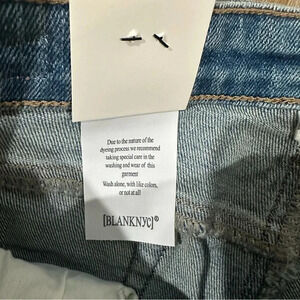 Due to the nature of the
dyeing process we recommend
taking special care in the
washing and wear of this
garment
Wash alone, with like colors,
or not at all!
[BLANKNYC]®